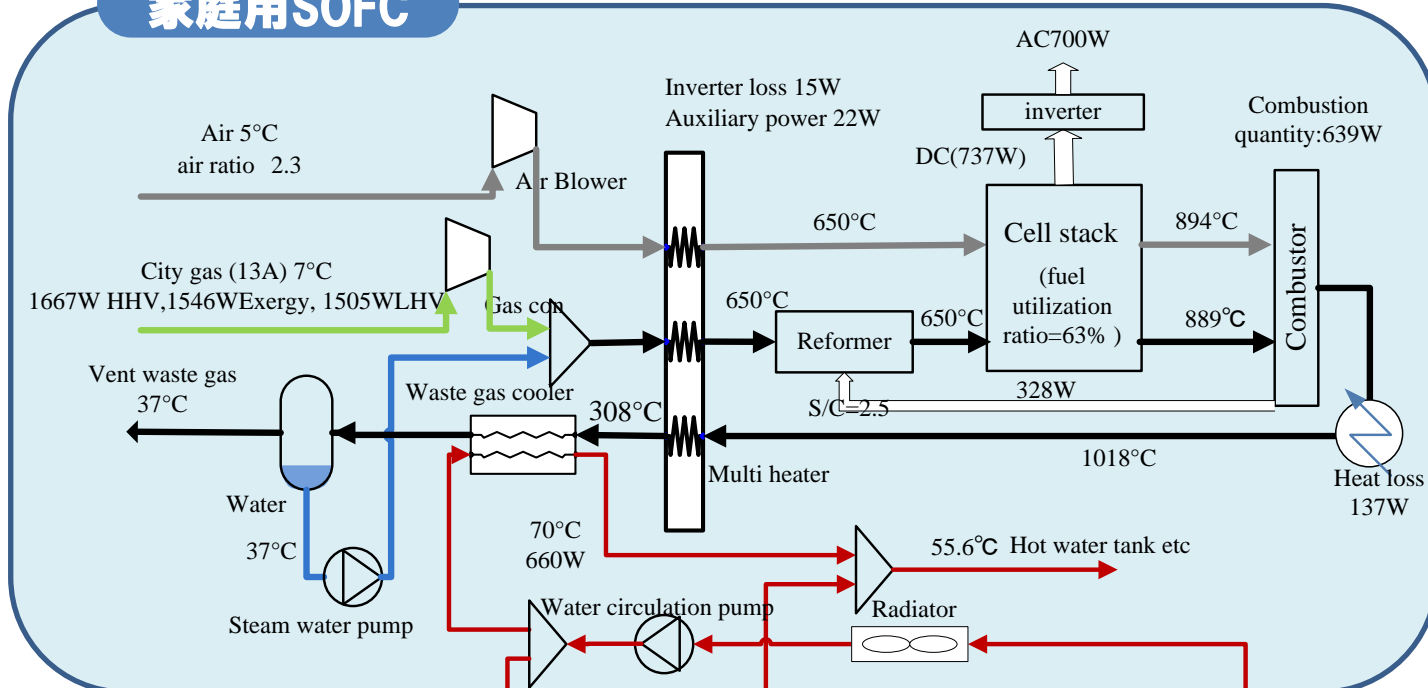 家庭用SOFC
AC700W
Inverter loss 15W
Auxiliary power 22W
inverter
Combustion
quantity:639W
Air 5°C
air ratio 2.3
DC(737W)
Air Blower
650°C
Cell stack
(fuel
utilization
ratio=63% )
894°C
Combustor
City gas (13A) 7°C
1667W HHV,1546WExergy, 1505WLHV
Gas con
650°C
Reformer
650°C
889℃
Vent waste gas
37°C
Waste gas cooler
308°C
S/C=2.5
328W
1018°C
Multi heater
Heat loss
137W
Water
37°C
70°C
660W
55.6℃ Hot water tank etc
Steam water pump
Water circulation pump
Radiator